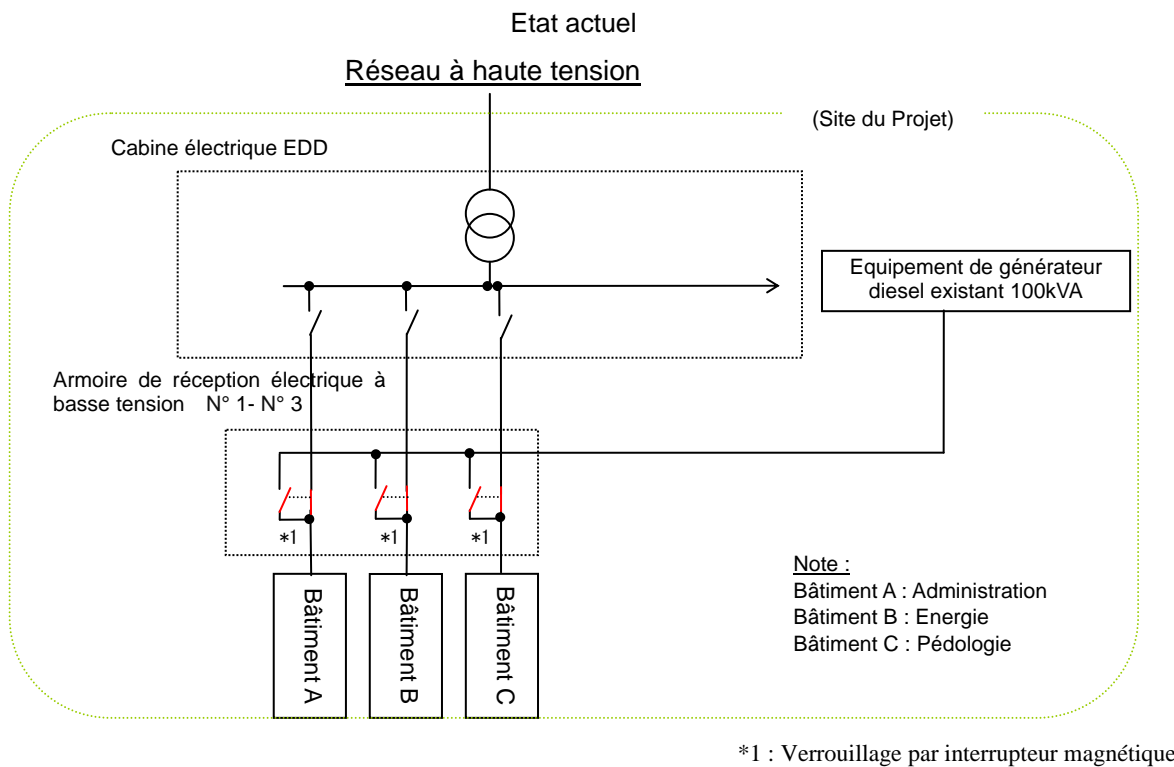 Etat actuel
Réseau à haute tension
(Site du Projet)
Cabine électrique EDD
Equipement de générateur
diesel existant 100kVA
Armoire de réception électrique à
basse tension N° 1- N° 3
*1 *1 *1
Bâtiment A
Bâtiment B
Bâtiment C
Note :
Bâtiment A : Administration
Bâtiment B : Energie
Bâtiment C : Pédologie
*1 : Verrouillage par interrupteur magnétique